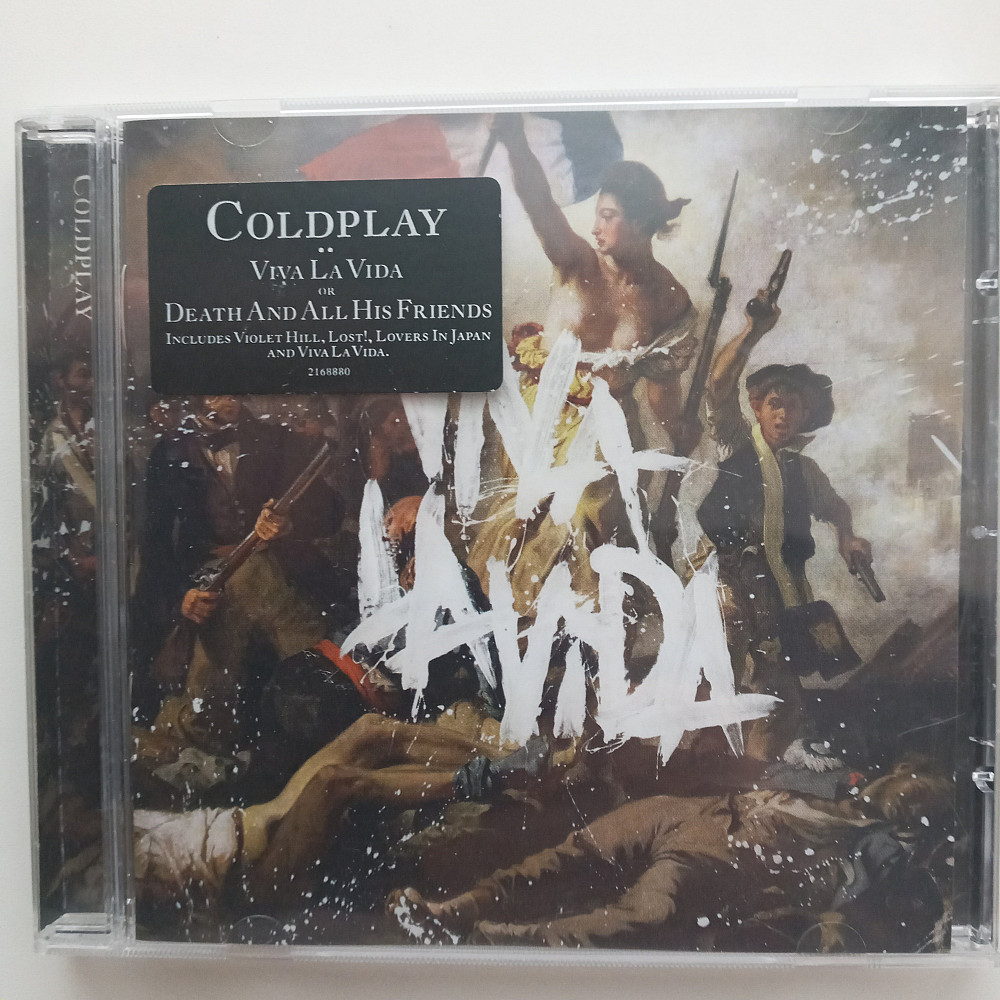 COLDPLAY
COLDPLAY
VIVA LA VIDA
OR
DEATH AND ALL HIS FRIENDS
INCLUDES VIOLET HILL, LOST!, LOVERS IN JAPAN
AND VIVA LA VIDA.
2168880
VIVA
LA VIDA